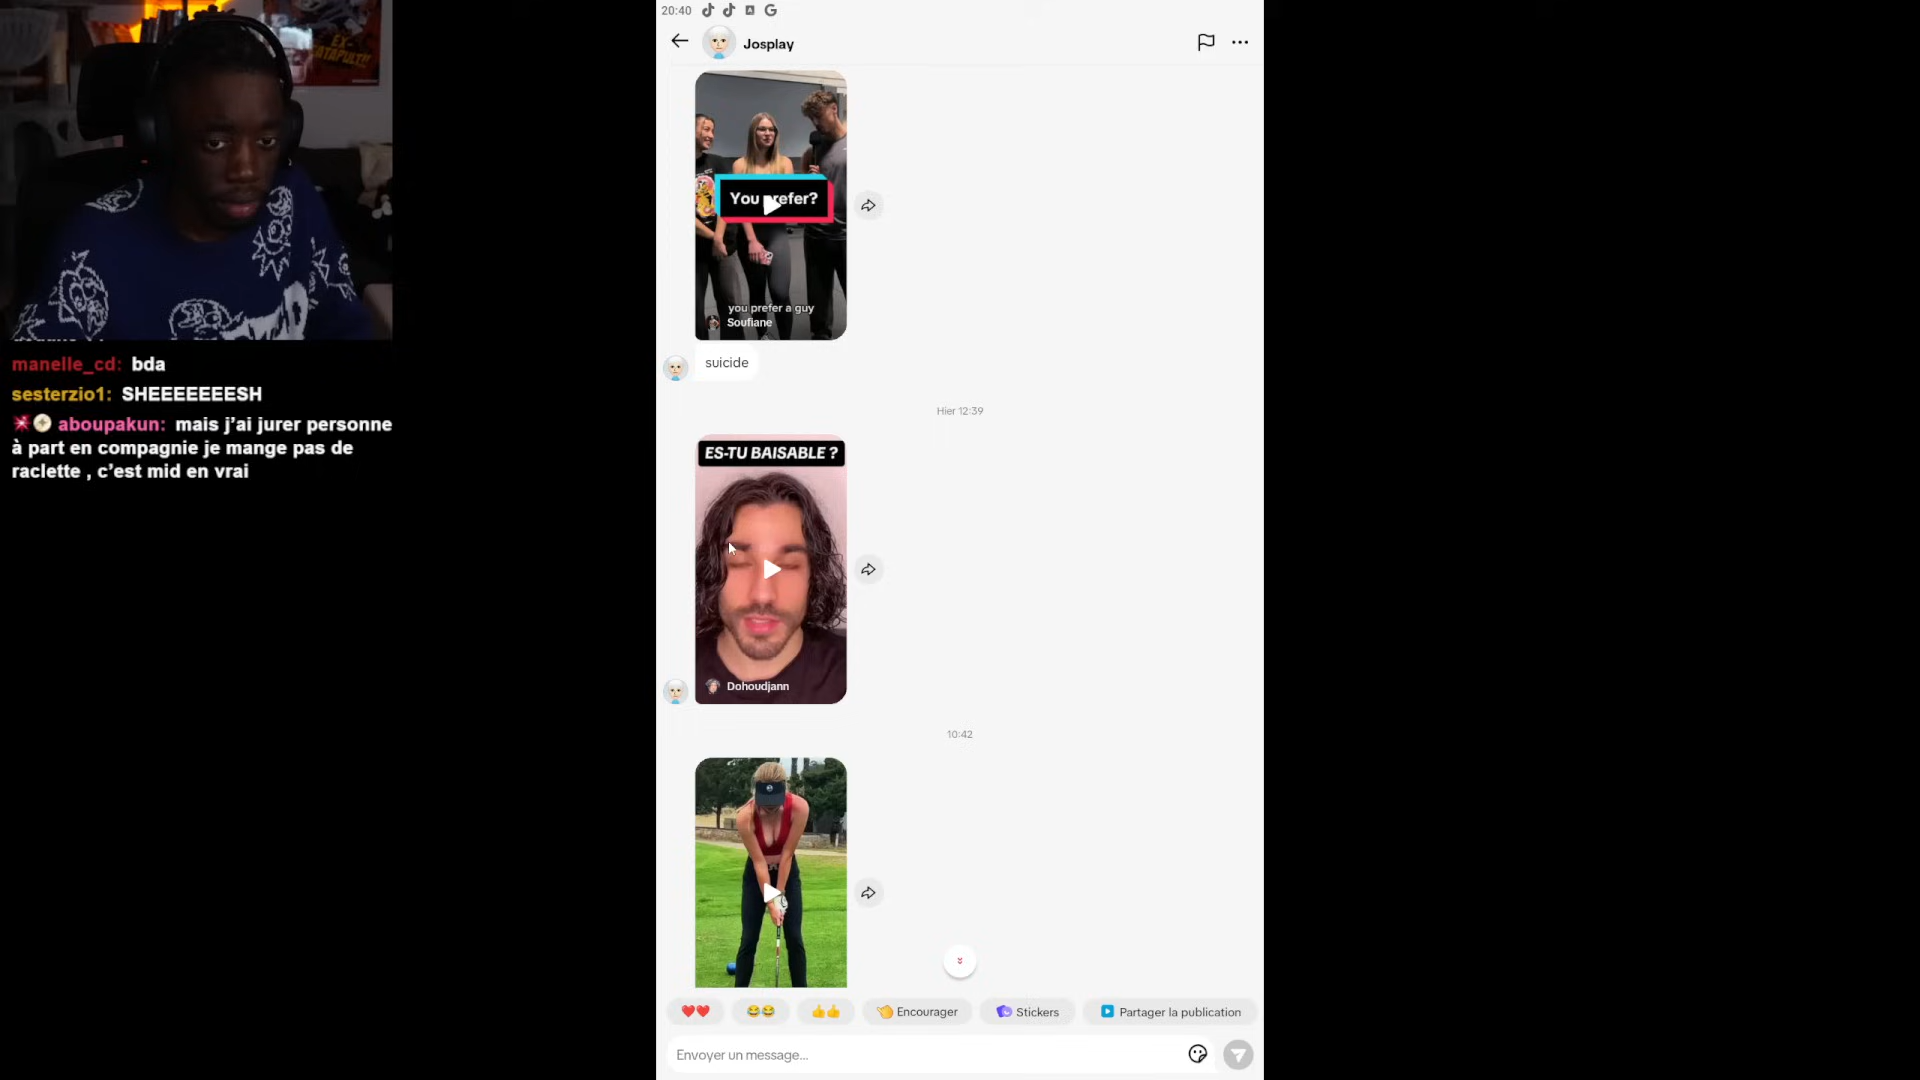 EX-
CATAPULT!!
manelle_cd: bda
sesterzio1: SHEEEEEEESH
aboupakun: mais j'ai jurer personne
à part en compagnie je mange pas de
raclette , c'est mid en vrai
20:40
Josplay
You prefer?
you prefer a guy
Soufiane
suicide
Hier 12:39
ES-TU BAISABLE ?
Dohoudjann
10:42
Encourager
Stickers
Partager la publication
Envoyer un message...